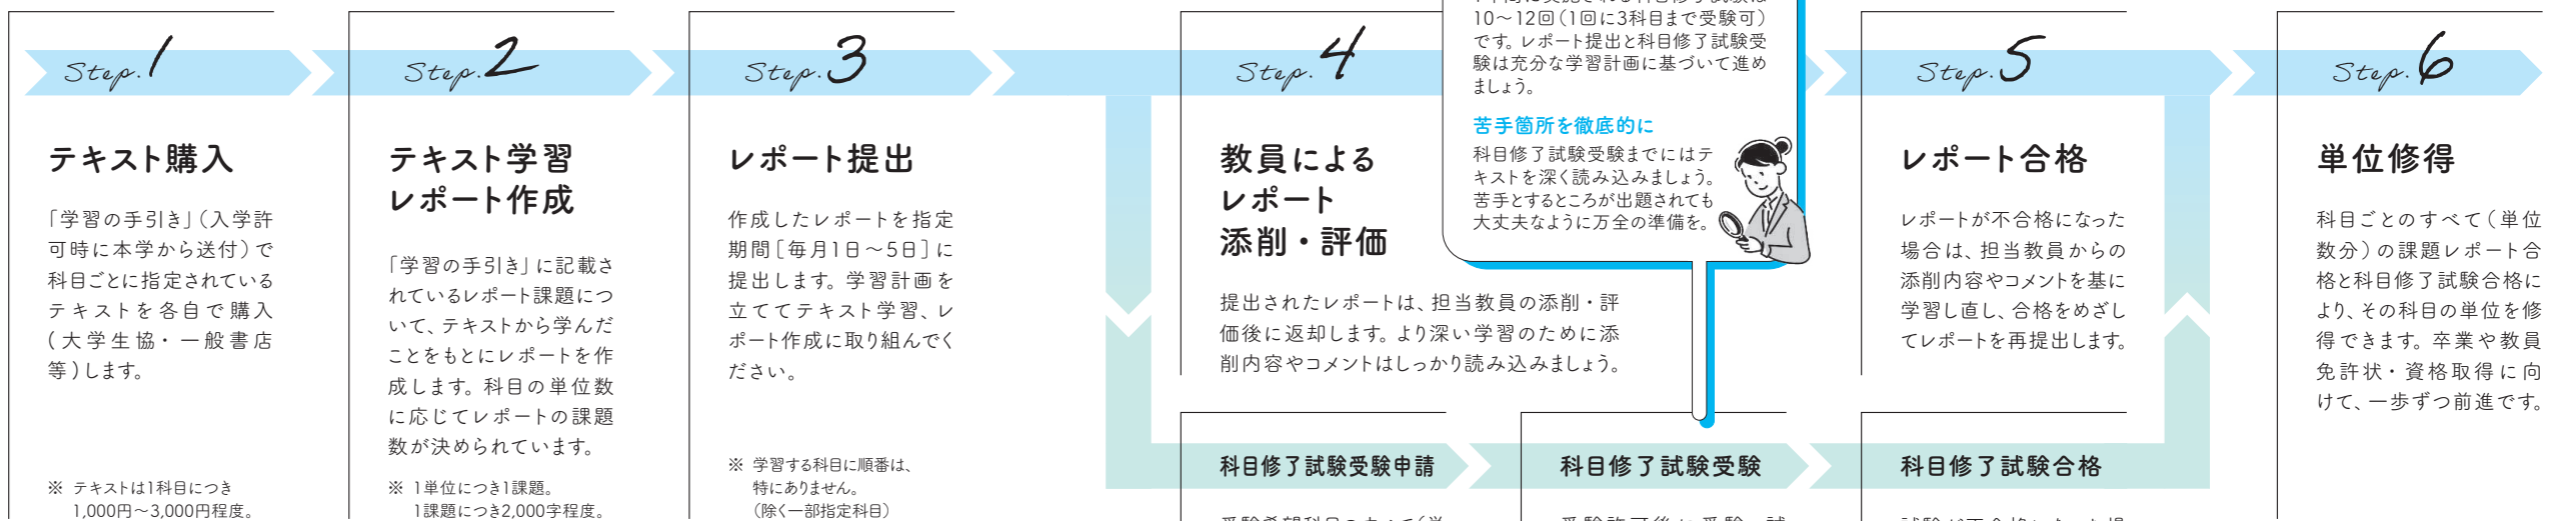 Step.1
テキスト購入
「学習の手引き」（入学許
可時に本学から送付）で
科目ごとに指定されている
テキストを各自で購入
（大学生協・一般書店
等）します。
※ テキストは1科目につき
1,000円〜3,000円程度。
Step.2
テキスト学習
レポート作成
「学習の手引き」に記載さ
れているレポート課題につ
いて、テキストから学んだ
ことをもとにレポートを作
成します。科目の単位数
に応じてレポートの課題
数が決められています。
※ 1単位につき1課題。
1課題につき2,000字程度。
Step.3
レポート提出
作成したレポートを指定
期間［毎月1日〜5日］に
提出します。学習計画を
立ててテキスト学習、レ
ポート作成に取り組んでく
ださい。
※ 学習する科目に順番は、
特にありません。
（除く一部指定科目）
Step.4
教員による
レポート
添削・評価
提出されたレポートは、担当教員の添削・評
価後に返却します。より深い学習のために添
削内容やコメントはしっかり読み込みましょう。
10〜12回（1回に3科目まで受験可）
です。レポート提出と科目修了試験受
験は充分な学習計画に基づいて進め
ましょう。
苦手箇所を徹底的に
科目修了試験受験までにはテ
キストを深く読み込みましょう。
苦手とするところが出題されても
大丈夫なように万全の準備を。
Step.5
レポート合格
レポートが不合格になった
場合は、担当教員からの
添削内容やコメントを基に
学習し直し、合格をめざし
てレポートを再提出します。
科目修了試験受験申請
科目修了試験受験
科目修了試験合格
Step.6
単位修得
科目ごとのすべて（単位
数分）の課題レポート合
格と科目修了試験合格に
より、その科目の単位を修
得できます。卒業や教員
免許状・資格取得に向
けて、一歩ずつ前進です。